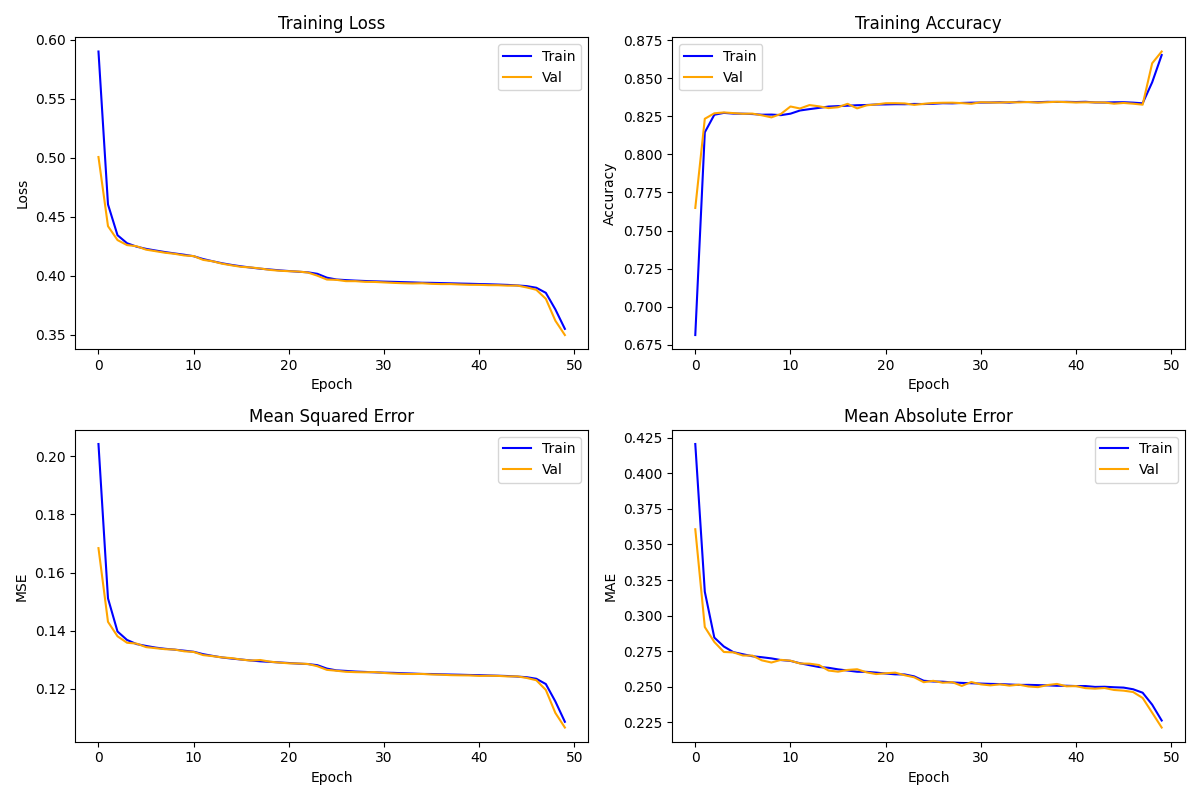 Training Loss
0.60
0.55
0.50
0.45
0.40
0.35
Loss
0 10 20 30 40 50
Epoch
Train
Val
Training Accuracy
0.875
0.850
0.825
0.800
0.775
0.750
0.725
0.700
0.675
Accuracy
0 10 20 30 40 50
Epoch
Train
Val
Mean Squared Error
0.20
0.18
0.16
0.14
0.12
MSE
0 10 20 30 40 50
Epoch
Train
Val
Mean Absolute Error
0.425
0.400
0.375
0.350
0.325
0.300
0.275
0.250
0.225
MAE
0 10 20 30 40 50
Epoch
Train
Val